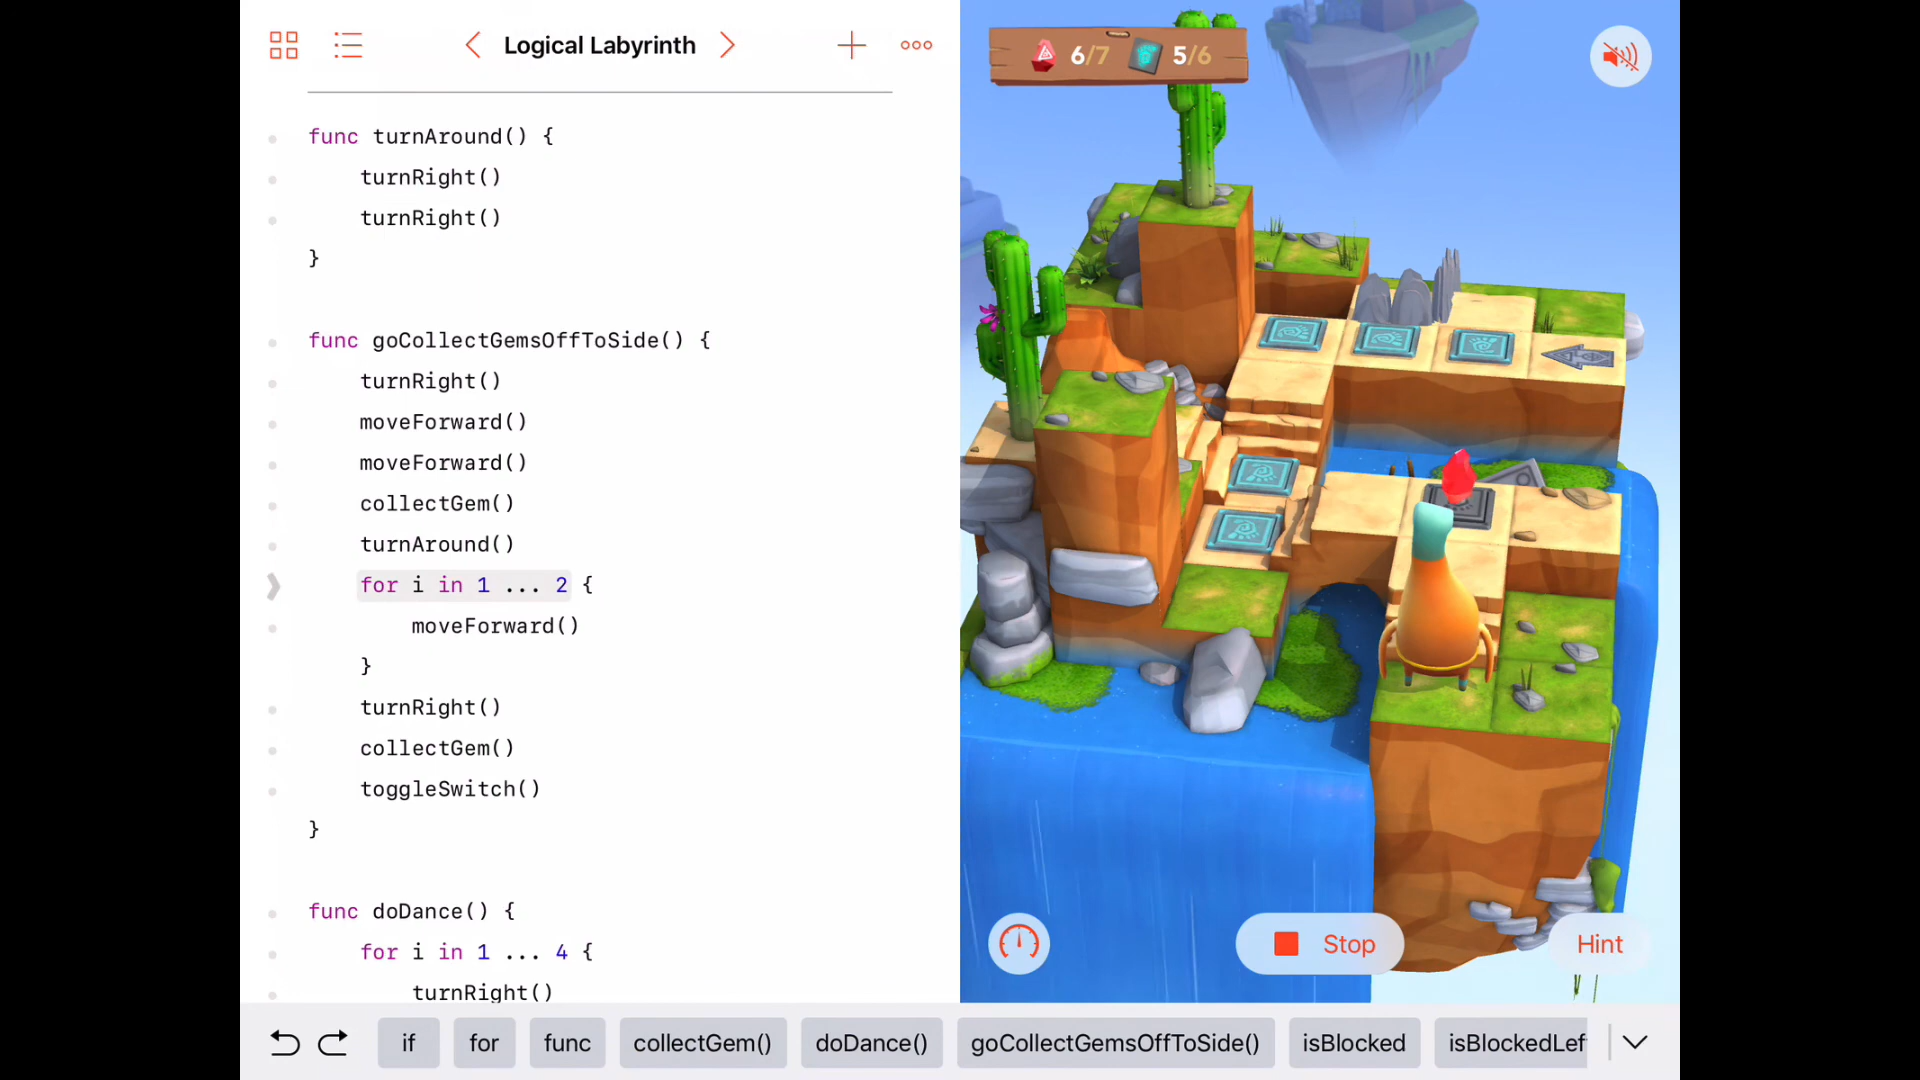 Logical Labyrinth
func turnAround() {
turnRight()
turnRight()
}
func goCollectGemsOffToSide() {
turnRight()
moveForward()
moveForward()
collectGem()
turnAround()
for i in 1 ... 2 {
moveForward()
}
turnRight()
collectGem()
toggleSwitch()
}
func doDance() {
for i in 1 ... 4 {
turnRight()
6/7 5/6
Stop
Hint
if for func collectGem() doDance() goCollectGemsOffToSide() isBlocked isBlockedLef